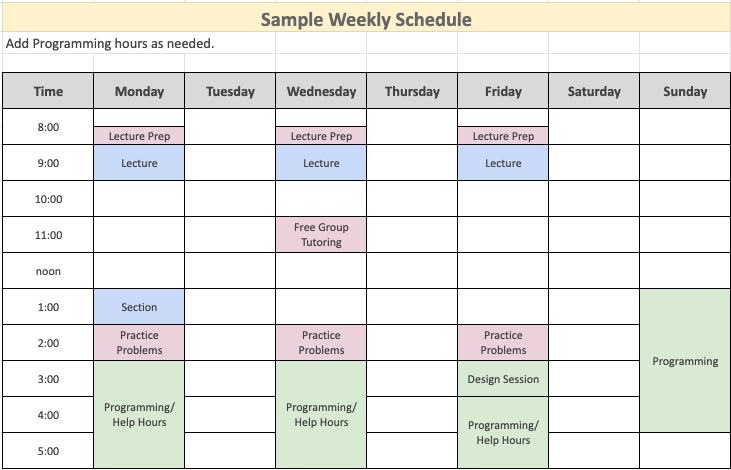 Sample Weekly Schedule
Add Programming hours as needed.
Time Monday Tuesday Wednesday Thursday Friday Saturday Sunday
8:00
Lecture Prep Lecture Prep Lecture Prep
9:00 Lecture Lecture Lecture
10:00
11:00 Free Group
Tutoring
noon
1:00 Section
2:00 Practice
Problems Practice
Problems Practice
Problems
Programming
3:00 Design Session
4:00 Programming/
Help Hours Programming/
Help Hours Programming/
Help Hours
5:00